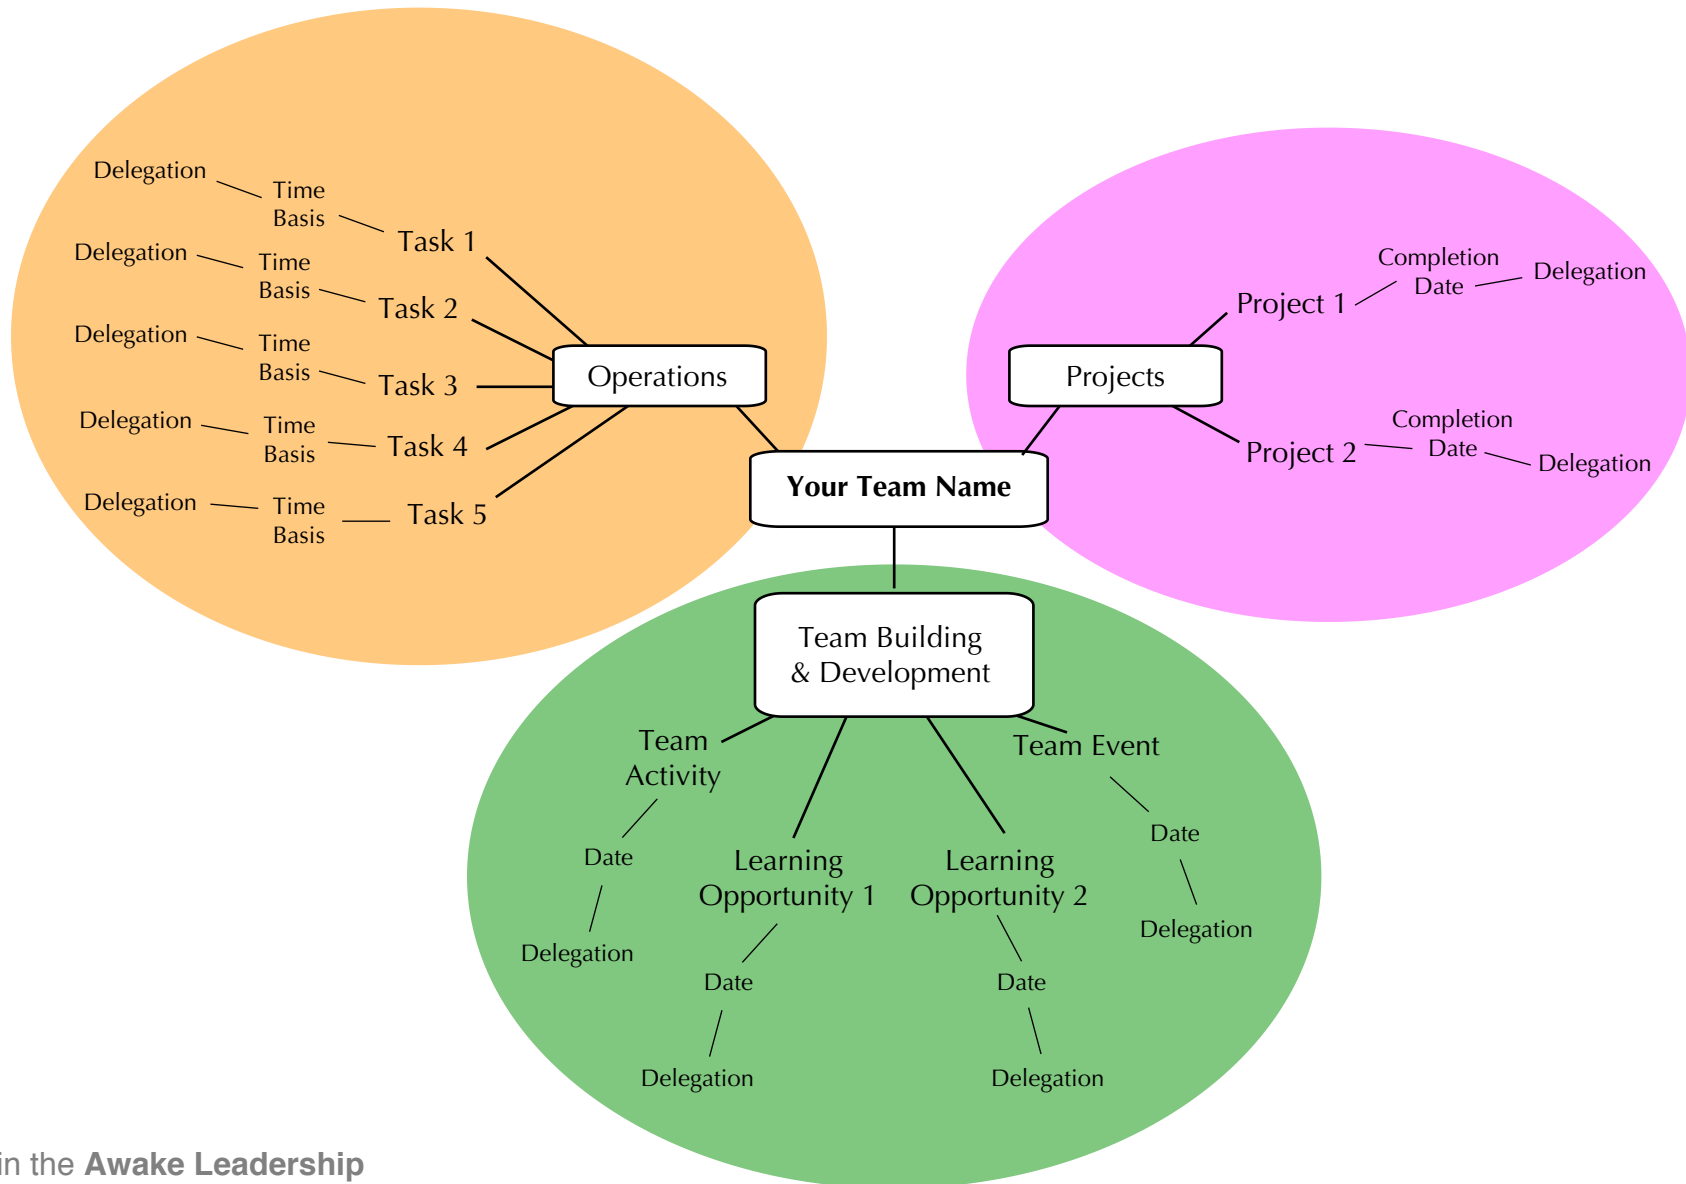 Delegation
Time
Basis
Task 1
Delegation
Time
Basis
Task 2
Delegation
Time
Basis
Task 3
Delegation
Time
Basis
Task 4
Delegation
Time
Basis
Task 5
Operations
Projects
Project 1
Completion
Date
Delegation
Project 2
Completion
Date
Delegation
Your Team Name
Team Building
& Development
Team
Activity
Date
Delegation
Learning
Opportunity 1
Date
Delegation
Learning
Opportunity 2
Date
Delegation
Team Event
Date
Delegation
in the Awake Leadership